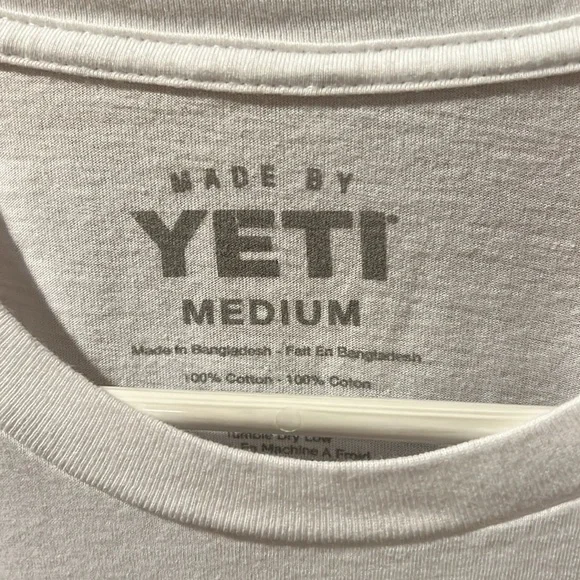 MADE BY
YETI®
MEDIUM
Made In Bangladesh - Fait En Bangladesh
100% Cotton - 100% Coton
Tumble Dry Low
En Machine A Froid